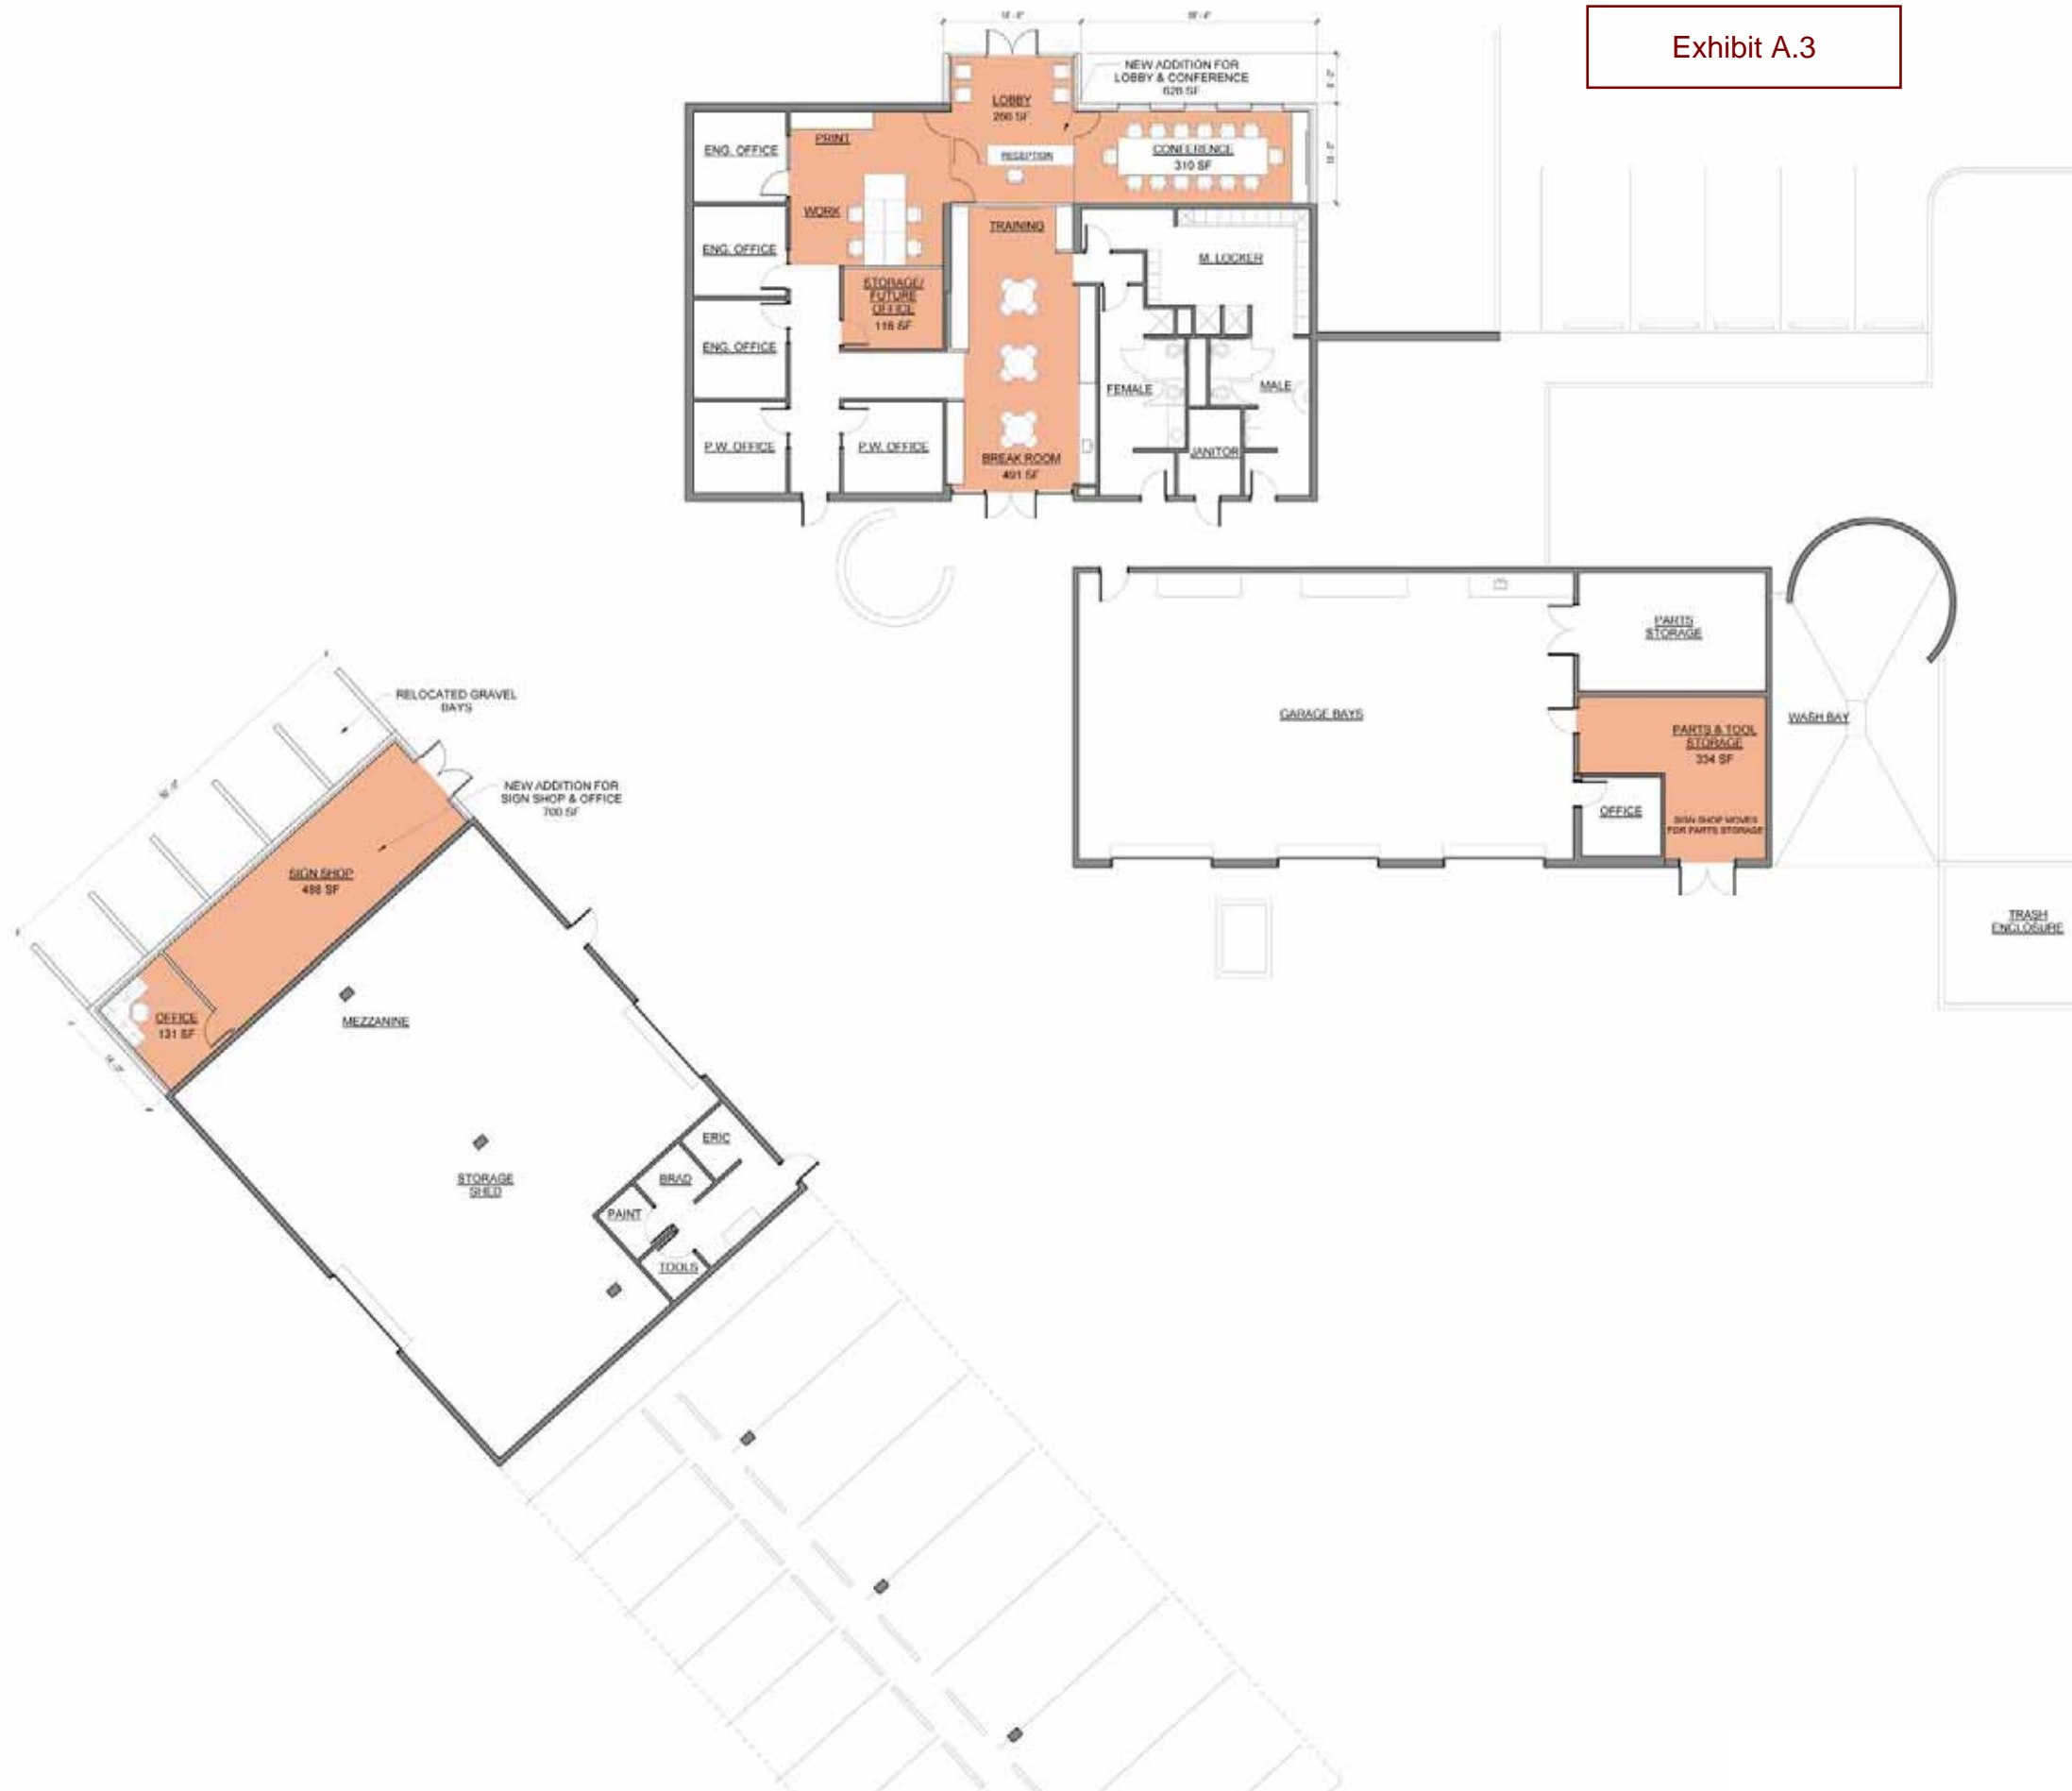 Exhibit A.3
NEW ADDITION FOR
LOBBY & CONFERENCE
628 SF
LOBBY
266 SF
RECEPTION
CONFERENCE
310 SF
ENG. OFFICE
PRINT
WORK
ENG. OFFICE
TRAINING
M. LOCKER
STORAGE/
FUTURE
OFFICE
116 SF
ENG. OFFICE
FEMALE
MALE
P.W. OFFICE
P.W. OFFICE
BREAK ROOM
491 SF
JANITOR
PARTS
STORAGE
GARAGE BAYS
PARTS & TOOL
STORAGE
334 SF
WASH BAY
OFFICE
SIGN SHOP MOVES
FOR PARTS STORAGE
TRASH
ENCLOSURE
RELOCATED GRAVEL
BAYS
NEW ADDITION FOR
SIGN SHOP & OFFICE
700 SF
SIGN SHOP
488 SF
OFFICE
131 SF
MEZZANINE
STORAGE
SHED
ERIC
BRAD
PAINT
TOOLS